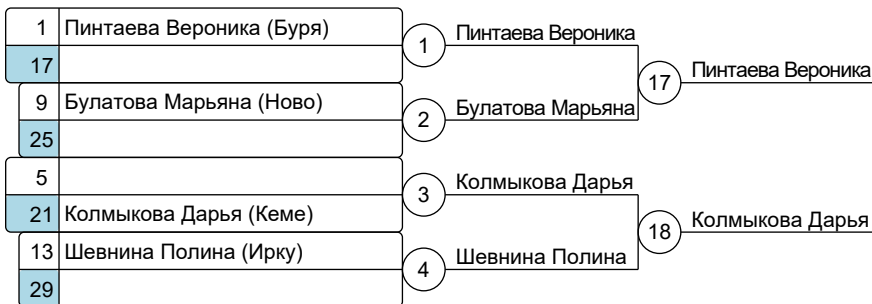 1 Пинтаева Вероника (Буря)
17
9 Булатова Марьяна (Ново)
25
5
21 Колмыкова Дарья (Кеме)
13 Шевнина Полина (Ирку)
29
1 Пинтаева Вероника
2 Булатова Марьяна
3 Колмыкова Дарья
4 Шевнина Полина
17 Пинтаева Вероника
18 Колмыкова Дарья